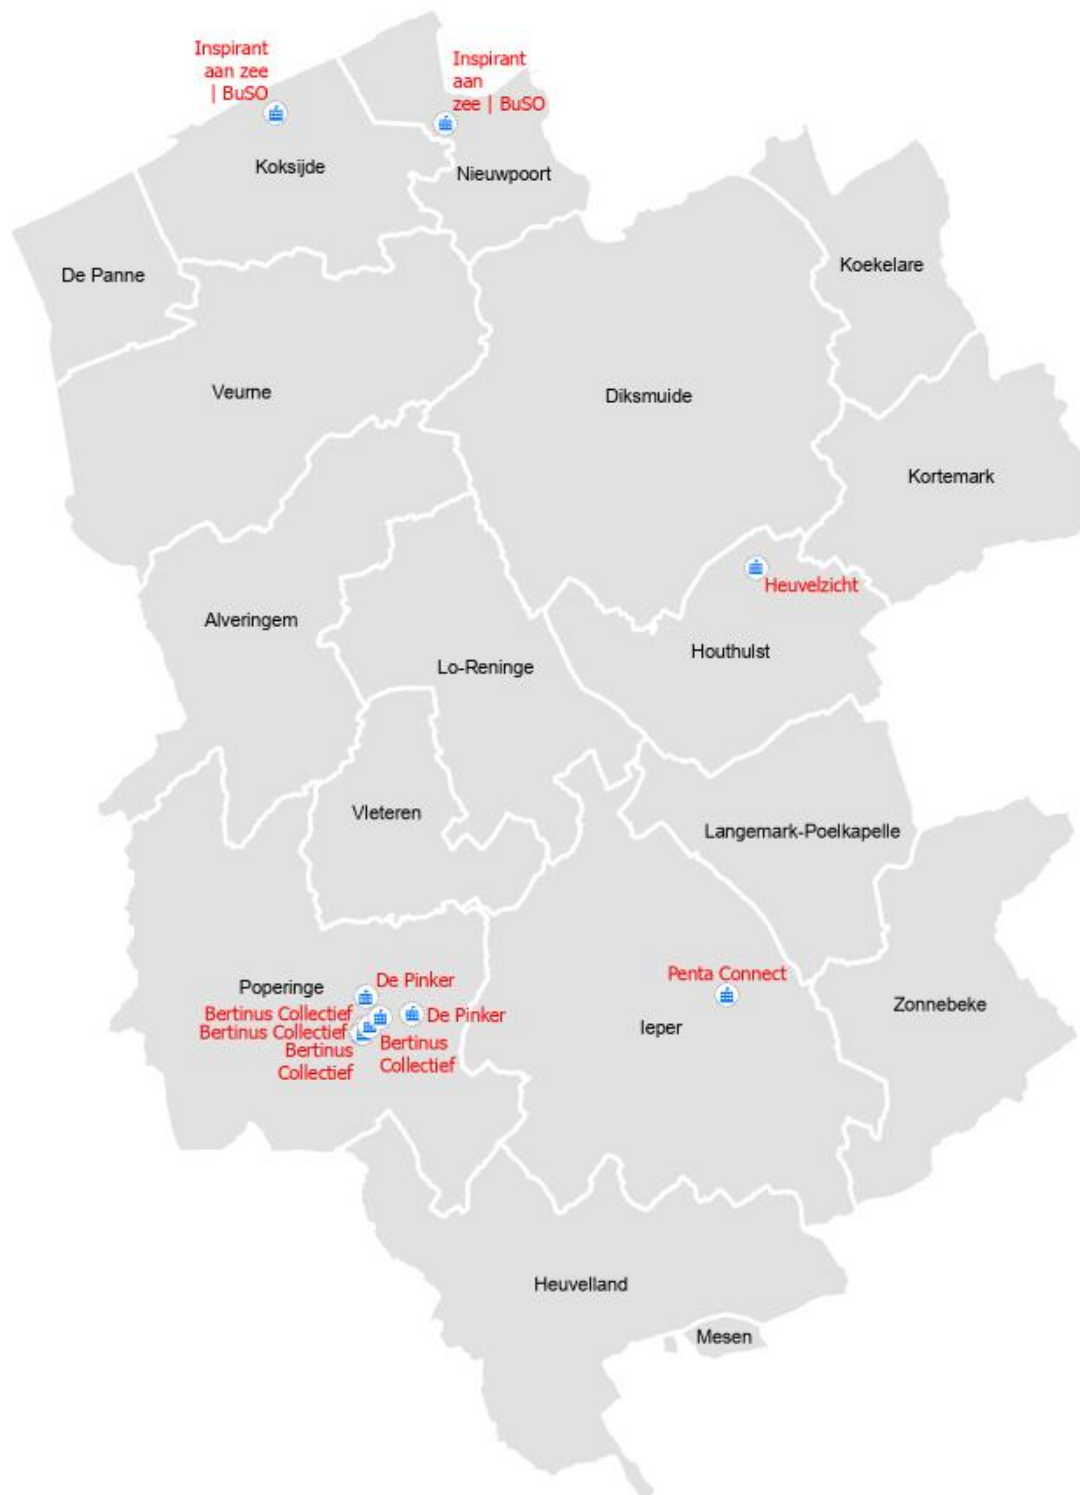 Inspirant
aan zee
| BuSO
Inspirant
aan
zee | BuSO
Koksijde
Nieuwpoort
De Panne
Koekelare
Veurne
Diksmuide
Kortemark
Heuvelzicht
Alveringem
Houthulst
Lo-Reninge
Vleteren
Langemark-Poelkapelle
Penta Connect
De Pinker
Poperinge
Zonnebeke
Bertinus Collectief
De Pinker
Ieper
Bertinus Collectief
Bertinus
Collectief
Bertinus
Collectief
Heuvelland
Mesen